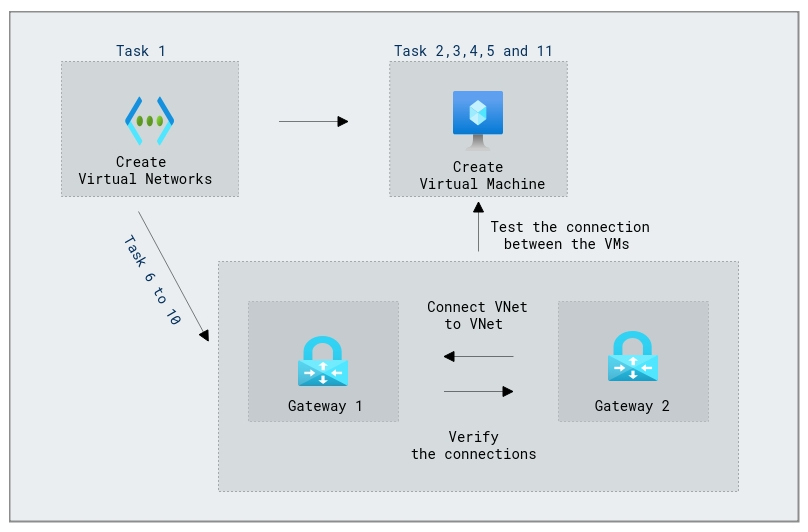 Task 1
Task 2,3,4,5 and 11
Create
Virtual Networks
Create
Virtual Machine
Test the connection
between the VMs
Task 6 to 10
Connect VNet
to VNet
Gateway 1
Gateway 2
Verify
the connections